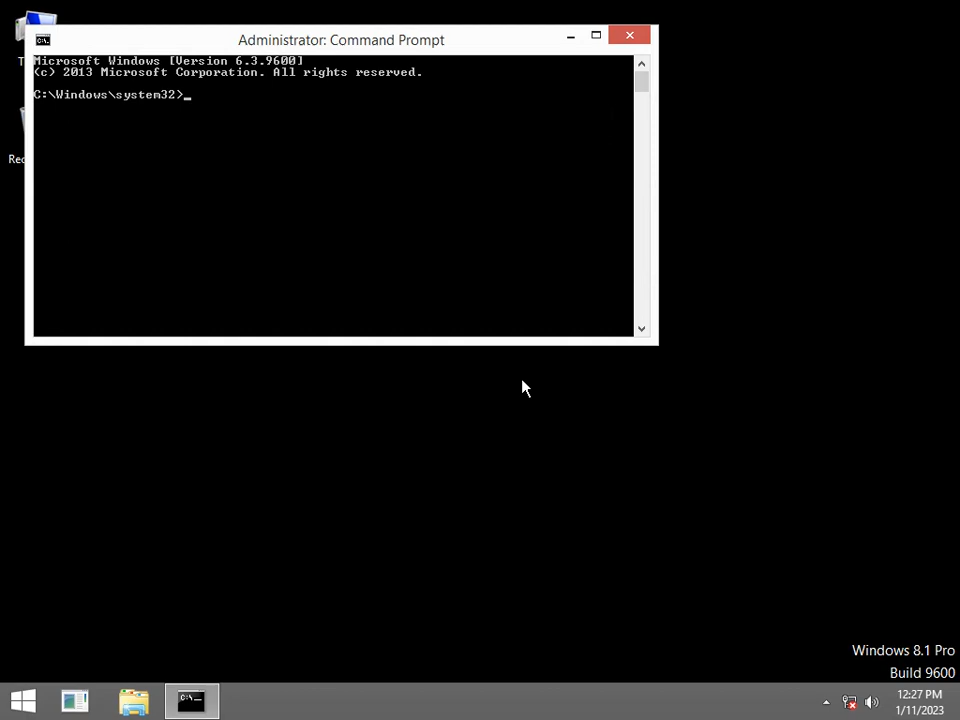 Administrator: Command Prompt
Microsoft Windows [Version 6.3.9600]
(c) 2013 Microsoft Corporation. All rights reserved.
C:\Windows\system32>_
Windows 8.1 Pro
Build 9600
12:27 PM
1/11/2023